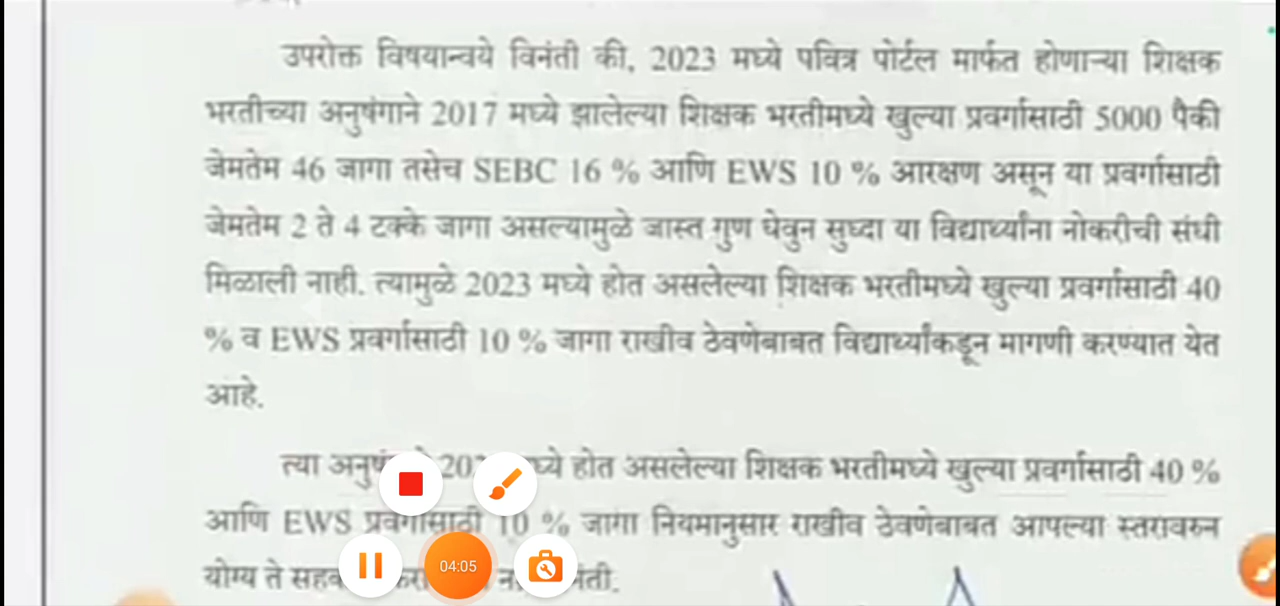 उपरोक्त विषयान्वये विनंती की, 2023 मध्ये पवित्र पोर्टल मार्फत होणाऱ्या शिक्षक
भरतीच्या अनुषंगाने 2017 मध्ये झालेल्या शिक्षक भरतीमध्ये खुल्या प्रवर्गासाठी 5000 पैकी
जेमतेम 46 जागा तसेच SEBC 16 % आणि EWS 10 % आरक्षण असून या प्रवर्गासाठी
जेमतेम 2 ते 4 टक्के जागा असल्यामुळे जास्त गुण घेवुन सुध्दा या विद्यार्थ्यांना नोकरीची संधी
मिळाली नाही. त्यामुळे 2023 मध्ये होत असलेल्या शिक्षक भरतीमध्ये खुल्या प्रवर्गासाठी 40
% व EWS प्रवर्गासाठी 10 % जागा राखीव ठेवणेबाबत विद्यार्थ्यांकडून मागणी करण्यात येत
आहे.
त्या होत असलेल्या शिक्षक भरतीमध्ये खुल्या प्रवर्गासाठी 40 %
आणि EWS प्रवर्गासाठी 10 % जागा नियमानुसार राखीव ठेवणेबाबत आपल्या स्तरावरुन
योग्य ते
04:05